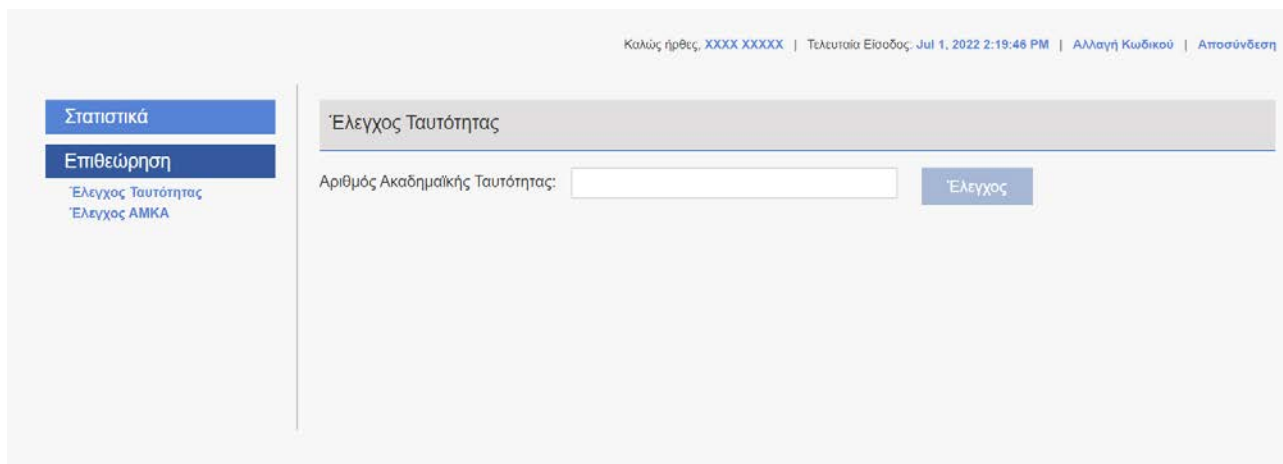 Καλώς ήρθες, XXXX XXXXX | Τελευταία Είσοδος: Jul 1, 2022 2:19:46 PM | Αλλαγή Κωδικού | Αποσύνδεση
Στατιστικά
Επιθεώρηση
Έλεγχος Ταυτότητας
Έλεγχος ΑΜΚΑ
Έλεγχος Ταυτότητας
Αριθμός Ακαδημαϊκής Ταυτότητας:
Έλεγχος